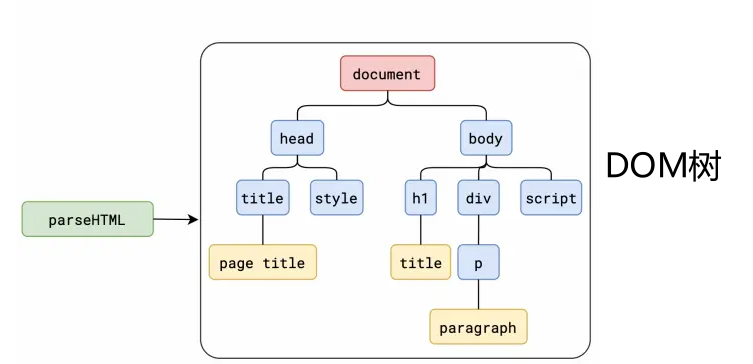 document
head
body
DOM树
title
style
h1
div
script
parseHTML
page title
title
p
paragraph